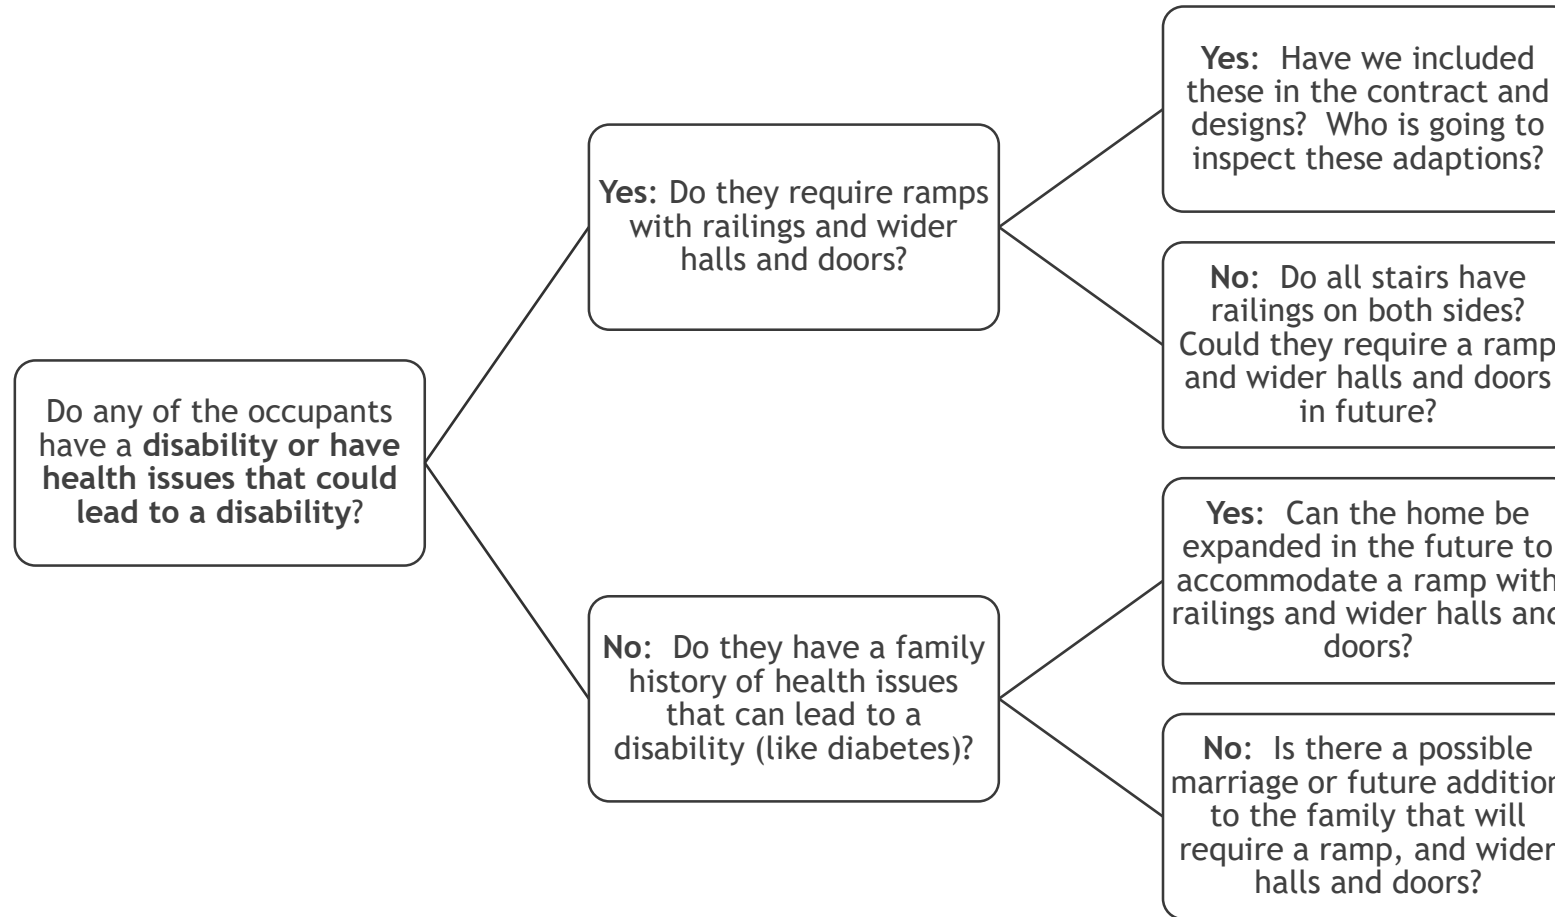 Do any of the occupants
have a disability or have
health issues that could
lead to a disability?
Yes: Do they require ramps
with railings and wider
halls and doors?
Yes: Have we included
these in the contract and
designs? Who is going to
inspect these adaptions?
No: Do all stairs have
railings on both sides?
Could they require a ramp
and wider halls and doors
in future?
No: Do they have a family
history of health issues
that can lead to a
disability (like diabetes)?
Yes: Can the home be
expanded in the future to
accommodate a ramp with
railings and wider halls and
doors?
No: Is there a possible
marriage or future addition
to the family that will
require a ramp, and wider
halls and doors?